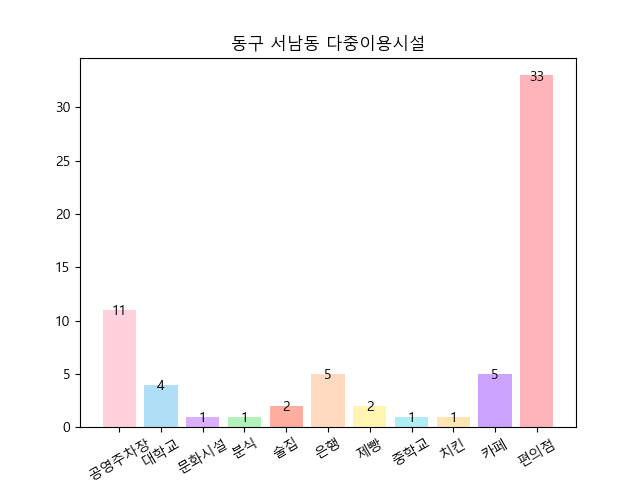 동구 서남동 다중이용시설
30
25
20
15
10
5
0
11
4
1
1
2
5
2
1
1
5
33
공영주차장
대학교
문화시설
분식
술집
은행
제빵
중학교
치킨
카페
편의점